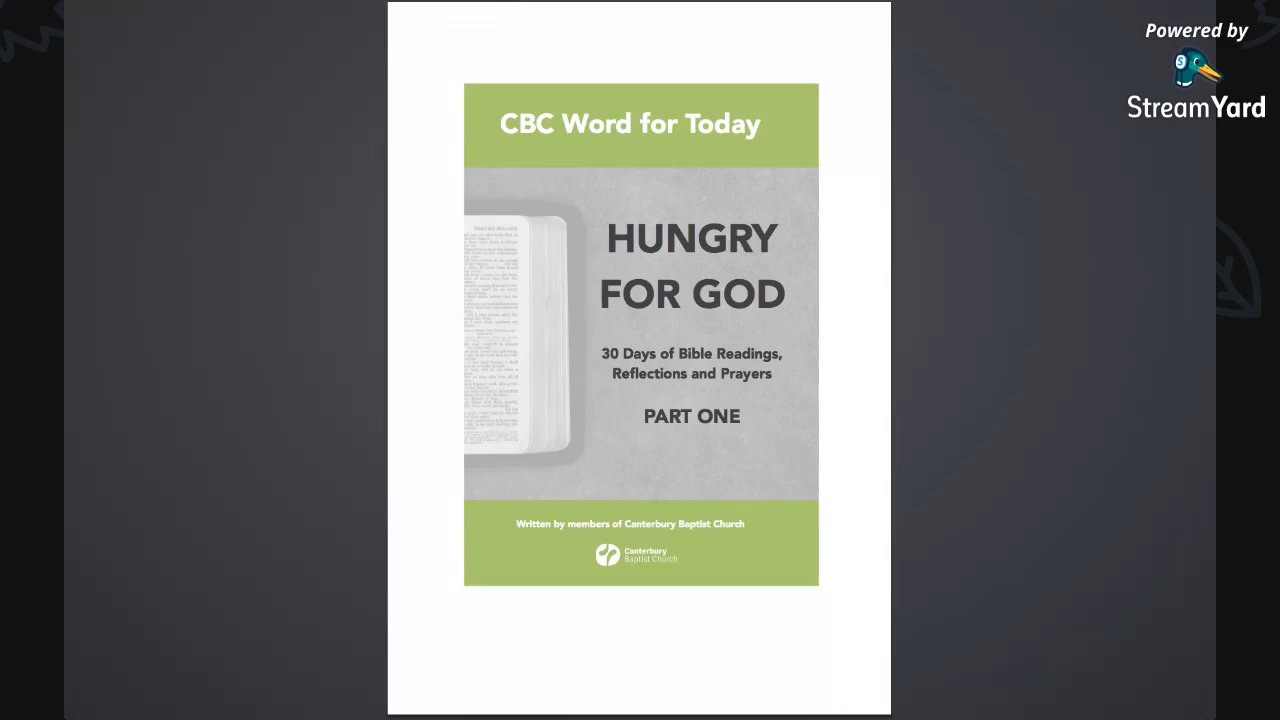 Powered by
StreamYard
CBC Word for Today
HUNGRY
FOR GOD
30 Days of Bible Readings,
Reflections and Prayers
PART ONE
Written by members of Canterbury Baptist Church
Canterbury
Baptist Church